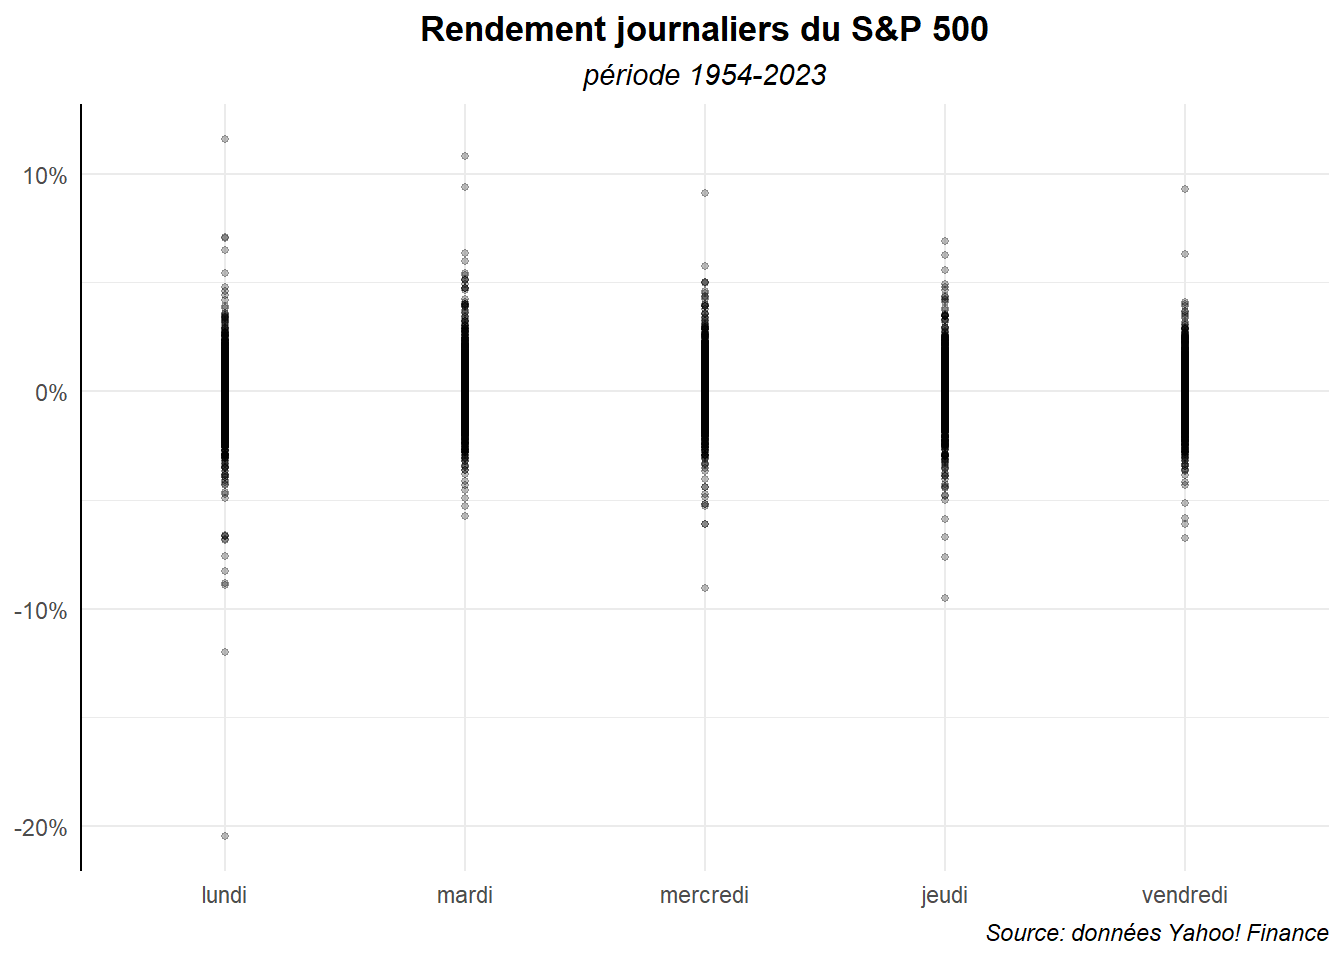 Rendement journaliers du S&P 500
période 1954-2023
10%
0%
-10%
-20%
lundi mardi mercredi jeudi vendredi
Source: données Yahoo! Finance